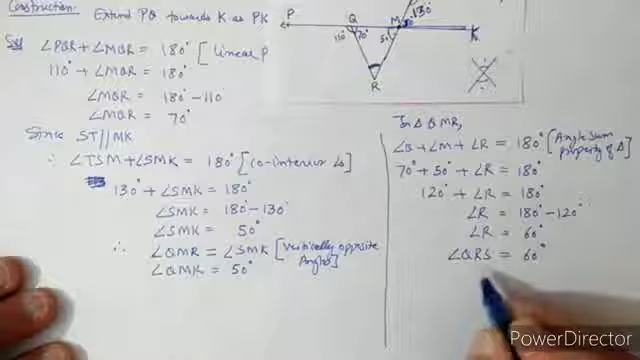 Construction: Extend PQ towards K as PK
Sol ∠PQR + ∠MQR = 180° [Linear P
110° + ∠MQR = 180°
∠MQR = 180° - 110
∠MQR = 70°
Since ST//MK
∴ ∠TSM + ∠SMK = 180° [Co-interior ∠s]
130° + ∠SMK = 180°
∠SMK = 180° - 130°
∠SMK = 50°
∴ ∠QMR = ∠SMK [Vertically opposite Angles]
∠QMR = 50°
P Q M 130° K
110° 70° 50
R
In Δ QMR,
∠Q + ∠M + ∠R = 180° [Angle Sum property of Δ]
70° + 50° + ∠R = 180°
120° + ∠R = 180°
∠R = 180° - 120°
∠R = 60°
∠QRS = 60°
PowerDirector